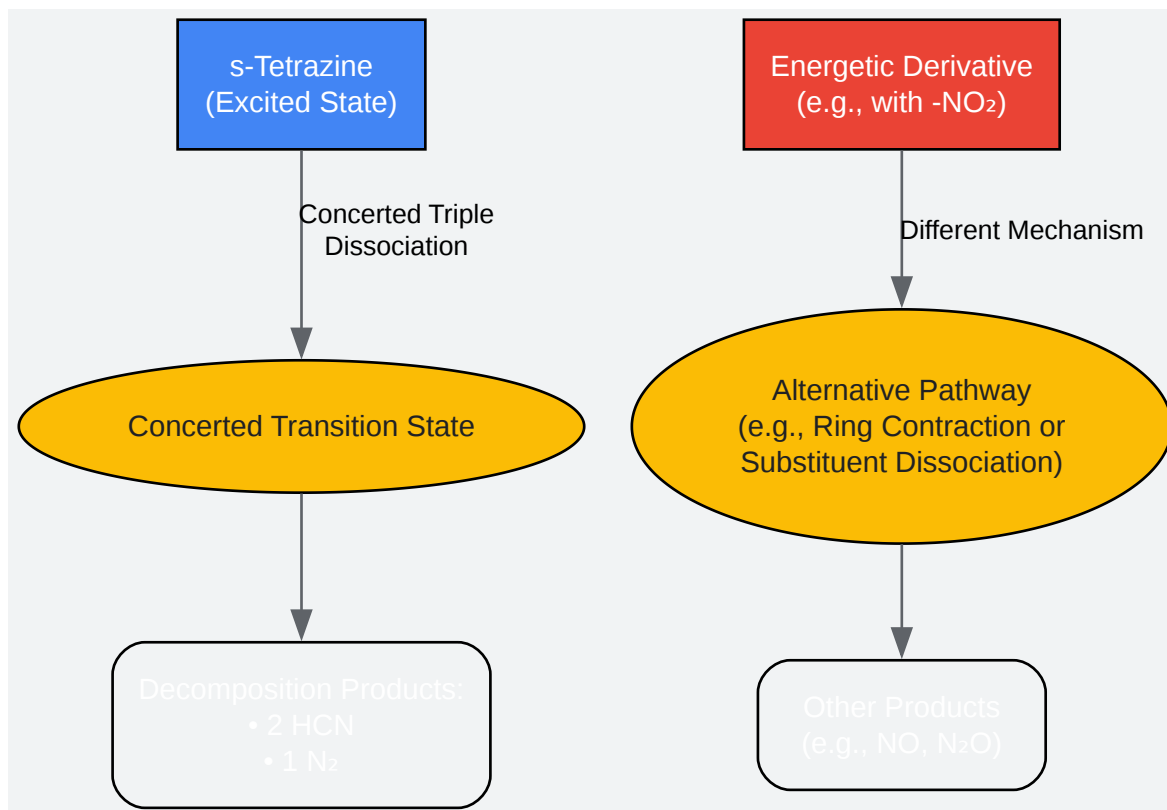 s-Tetrazine
(Excited State)
Concerted Triple
Dissociation
Concerted Transition State
Decomposition Products:
• 2 HCN
• 1 N₂
Energetic Derivative
(e.g., with -NO₂)
Different Mechanism
Alternative Pathway
(e.g., Ring Contraction or
Substituent Dissociation)
Other Products
(e.g., NO, N₂O)